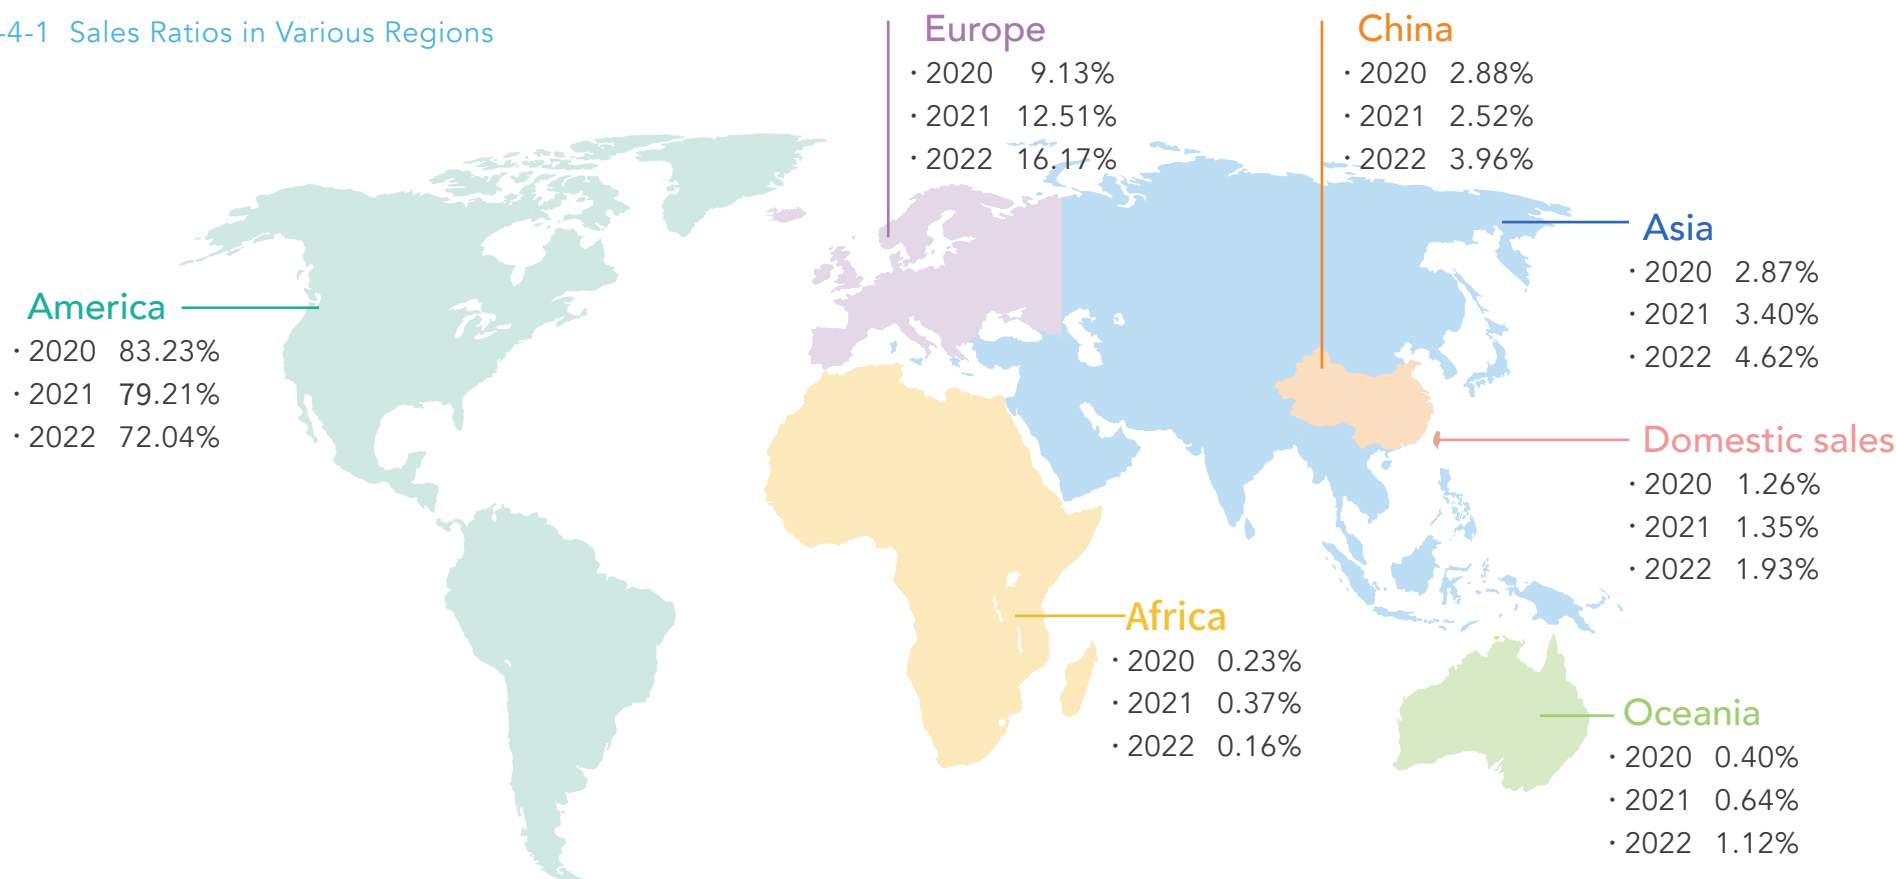 -4-1 Sales Ratios in Various Regions
Europe
· 2020 9.13%
· 2021 12.51%
· 2022 16.17%
China
· 2020 2.88%
· 2021 2.52%
· 2022 3.96%
Asia
· 2020 2.87%
· 2021 3.40%
· 2022 4.62%
America
· 2020 83.23%
· 2021 79.21%
· 2022 72.04%
Domestic sales
· 2020 1.26%
· 2021 1.35%
· 2022 1.93%
Africa
· 2020 0.23%
· 2021 0.37%
· 2022 0.16%
Oceania
· 2020 0.40%
· 2021 0.64%
· 2022 1.12%